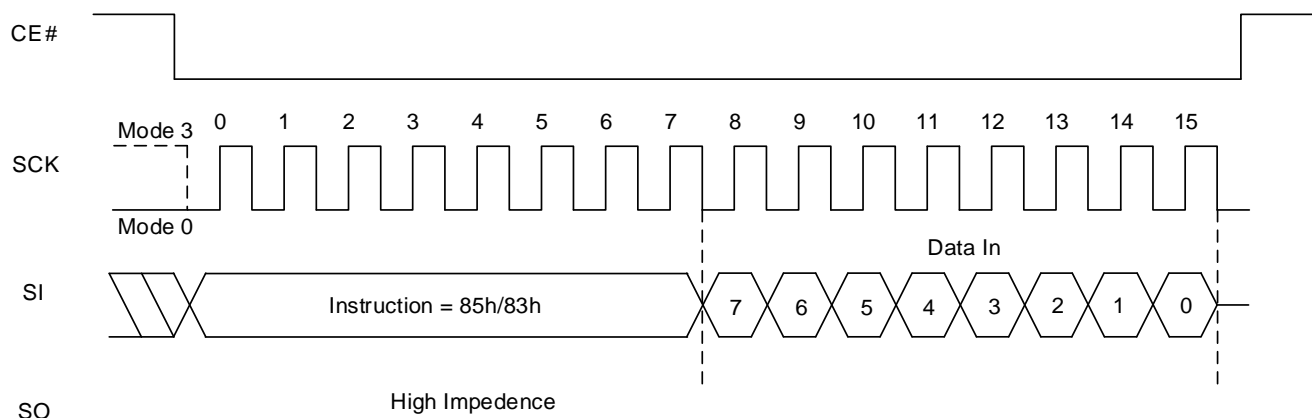 CE#
Mode 3
0 1 2 3 4 5 6 7 8 9 10 11 12 13 14 15
SCK
Mode 0
Data In
SI
Instruction = 85h/83h
7 6 5 4 3 2 1 0
High Impedence
SO